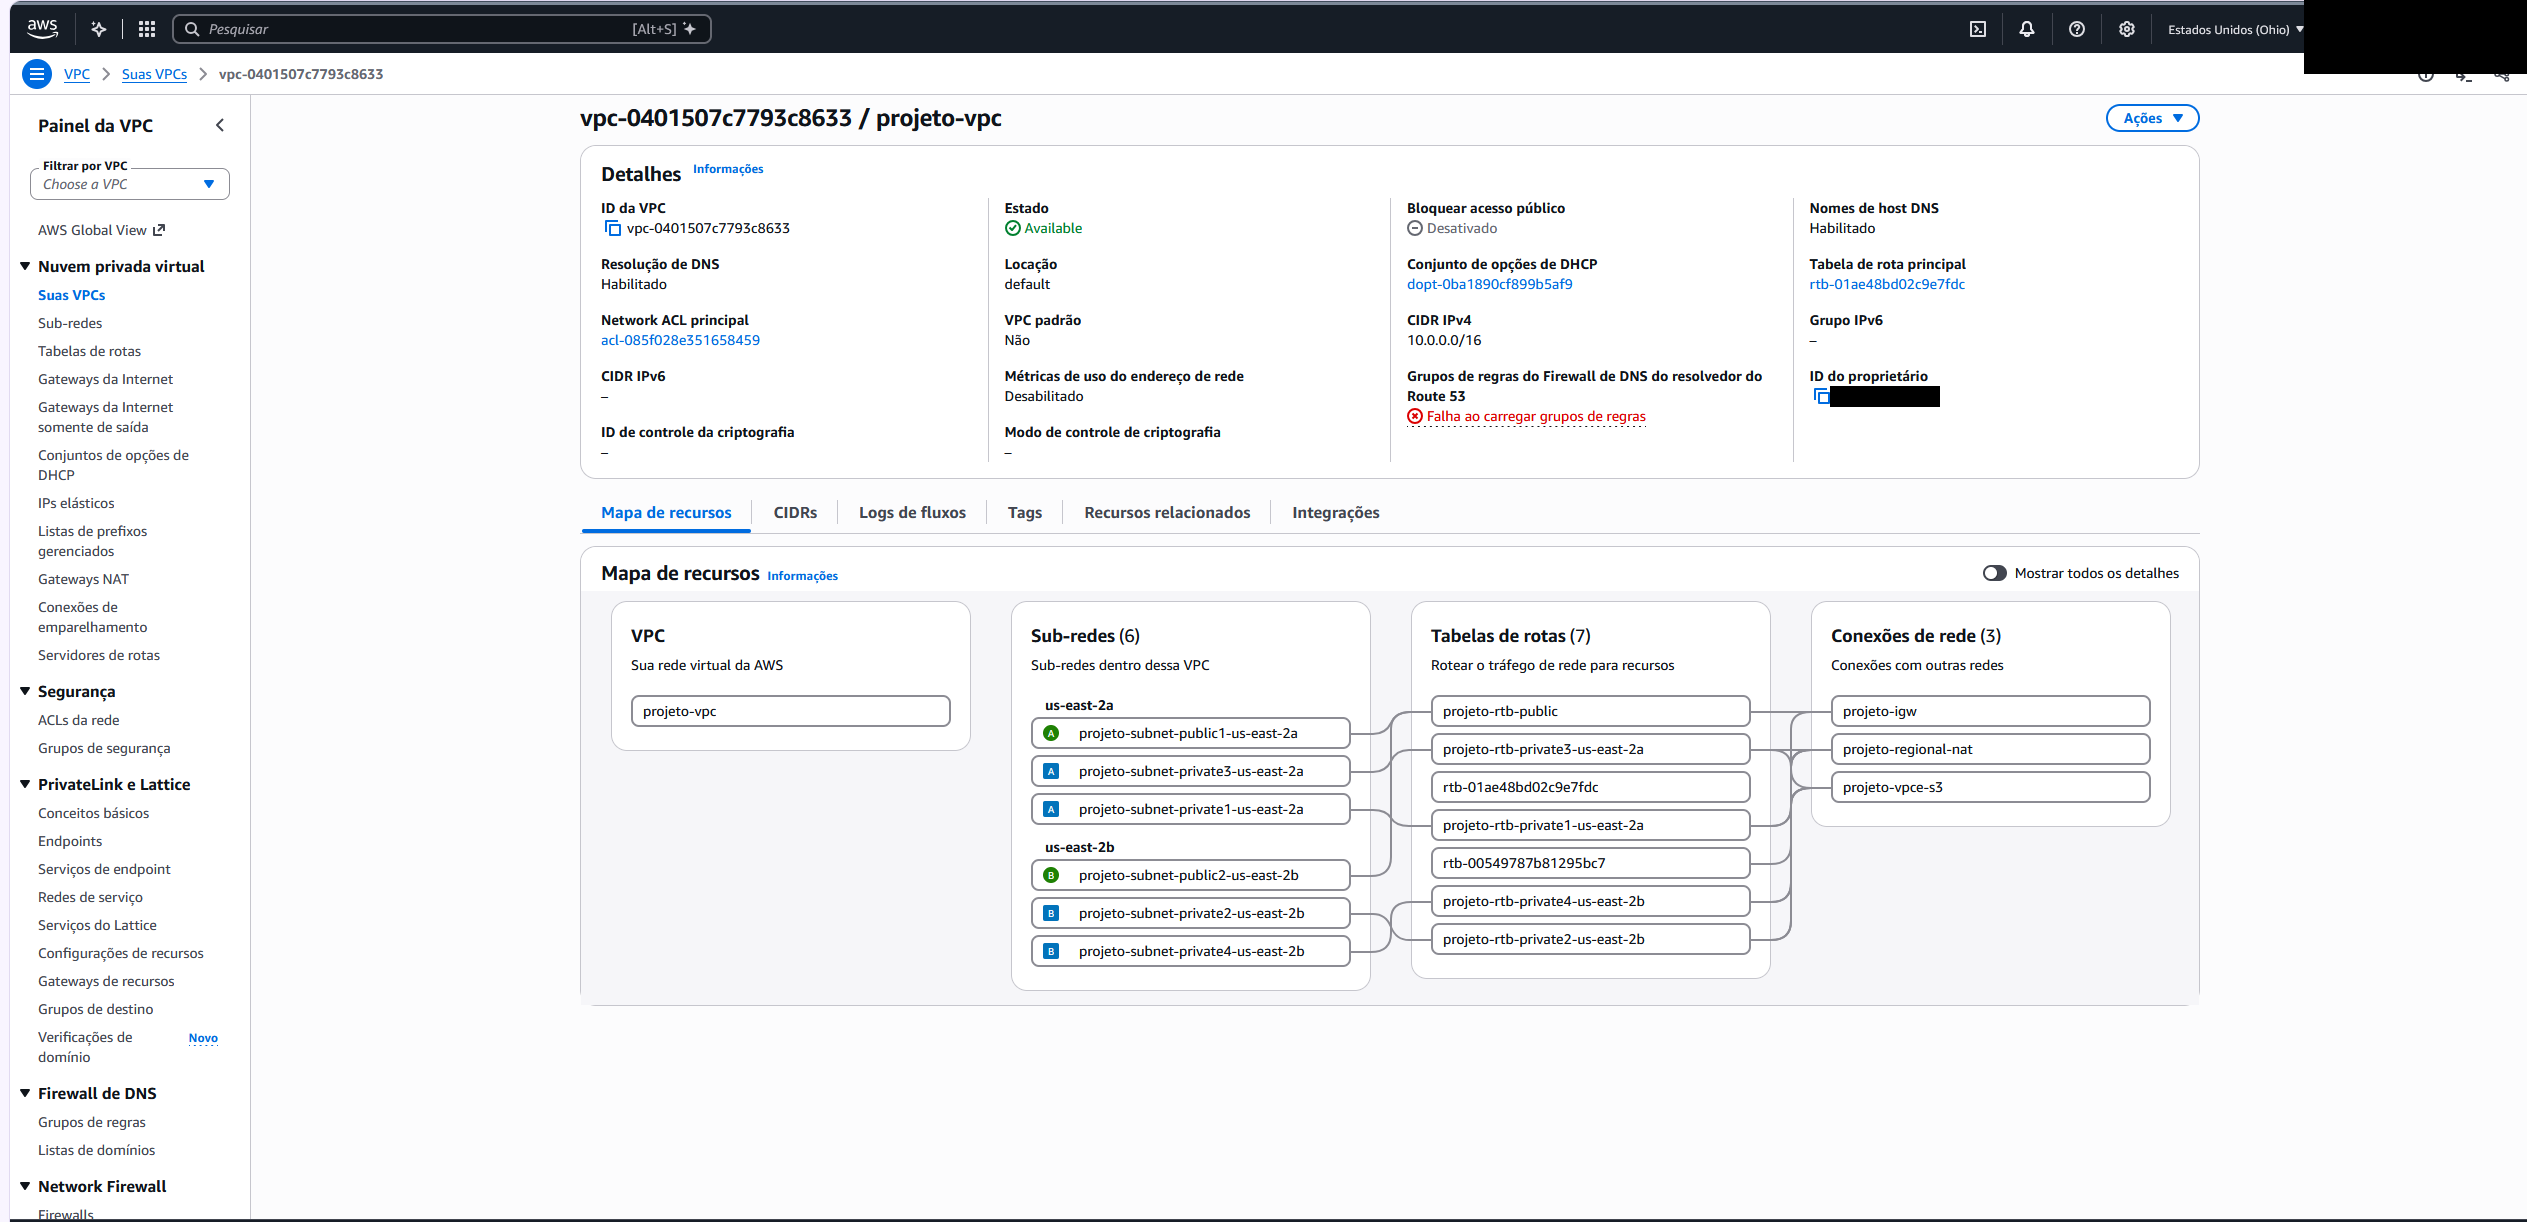 aws
Pesquisar
[Alt+S]
Estados Unidos (Ohio)
VPC
Suas VPCs
vpc-0401507c7793c8633
Painel da VPC
Filtrar por VPC
Choose a VPC
AWS Global View
Nuvem privada virtual
Suas VPCs
Sub-redes
Tabelas de rotas
Gateways da Internet
Gateways da Internet
somente de saída
Conjuntos de opções de
DHCP
IPs elásticos
Listas de prefixos
gerenciados
Gateways NAT
Conexões de
emparelhamento
Servidores de rotas
Segurança
ACLs da rede
Grupos de segurança
PrivateLink e Lattice
Conceitos básicos
Endpoints
Serviços de endpoint
Redes de serviço
Serviços do Lattice
Configurações de recursos
Gateways de recursos
Grupos de destino
Verificações de
domínio
Novo
Firewall de DNS
Grupos de regras
Listas de domínios
Network Firewall
Firewalls
vpc-0401507c7793c8633 / projeto-vpc
Ações
Detalhes
Informações
ID da VPC
vpc-0401507c7793c8633
Estado
Available
Bloquear acesso público
Desativado
Nomes de host DNS
Habilitado
Resolução de DNS
Habilitado
Locação
default
Conjunto de opções de DHCP
dopt-0ba1890cf899b5af9
Tabela de rota principal
rtb-01ae48bd02c9e7fdc
Network ACL principal
acl-085f028e351658459
VPC padrão
Não
CIDR IPv4
10.0.0.0/16
Grupo IPv6
–
CIDR IPv6
–
Métricas de uso do endereço de rede
Desabilitado
Grupos de regras do Firewall de DNS do resolvedor do
Route 53
Falha ao carregar grupos de regras
ID do proprietário
ID de controle da criptografia
–
Modo de controle de criptografia
–
Mapa de recursos
CIDRs
Logs de fluxos
Tags
Recursos relacionados
Integrações
Mapa de recursos
Informações
Mostrar todos os detalhes
VPC
Sua rede virtual da AWS
projeto-vpc
Sub-redes (6)
Sub-redes dentro dessa VPC
us-east-2a
A projeto-subnet-public1-us-east-2a
A projeto-subnet-private3-us-east-2a
A projeto-subnet-private1-us-east-2a
us-east-2b
B projeto-subnet-public2-us-east-2b
B projeto-subnet-private2-us-east-2b
B projeto-subnet-private4-us-east-2b
Tabelas de rotas (7)
Rotear o tráfego de rede para recursos
projeto-rtb-public
projeto-rtb-private3-us-east-2a
rtb-01ae48bd02c9e7fdc
projeto-rtb-private1-us-east-2a
rtb-00549787b81295bc7
projeto-rtb-private4-us-east-2b
projeto-rtb-private2-us-east-2b
Conexões de rede (3)
Conexões com outras redes
projeto-igw
projeto-regional-nat
projeto-vpce-s3